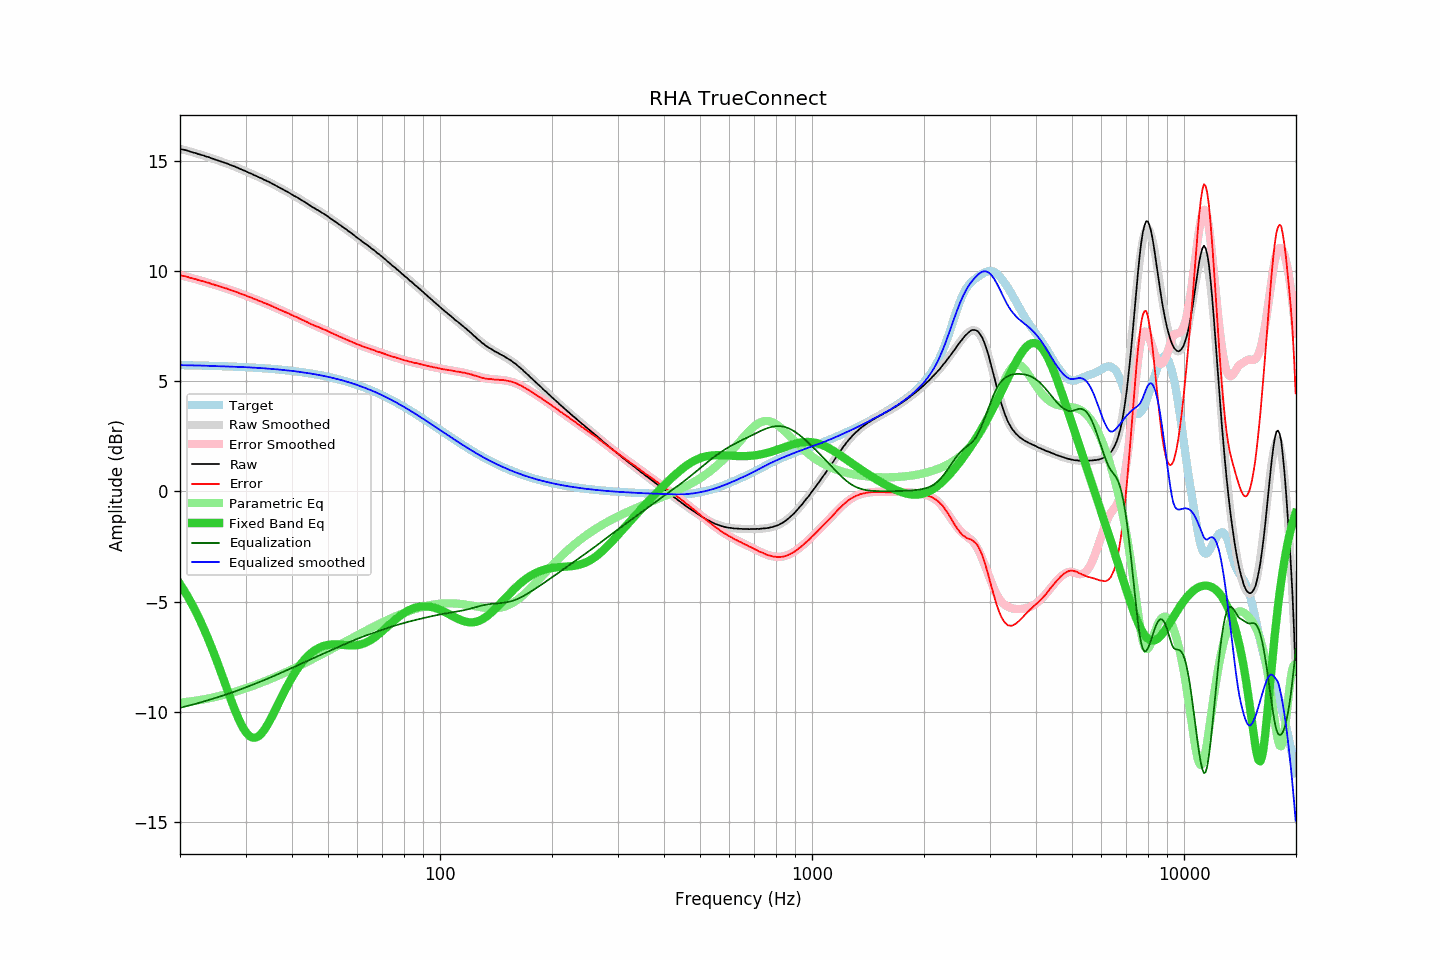 RHA TrueConnect
Amplitude (dBr)
15
10
5
0
−5
−10
−15
Target
Raw Smoothed
Error Smoothed
Raw
Error
Parametric Eq
Fixed Band Eq
Equalization
Equalized smoothed
100
1000
10000
Frequency (Hz)